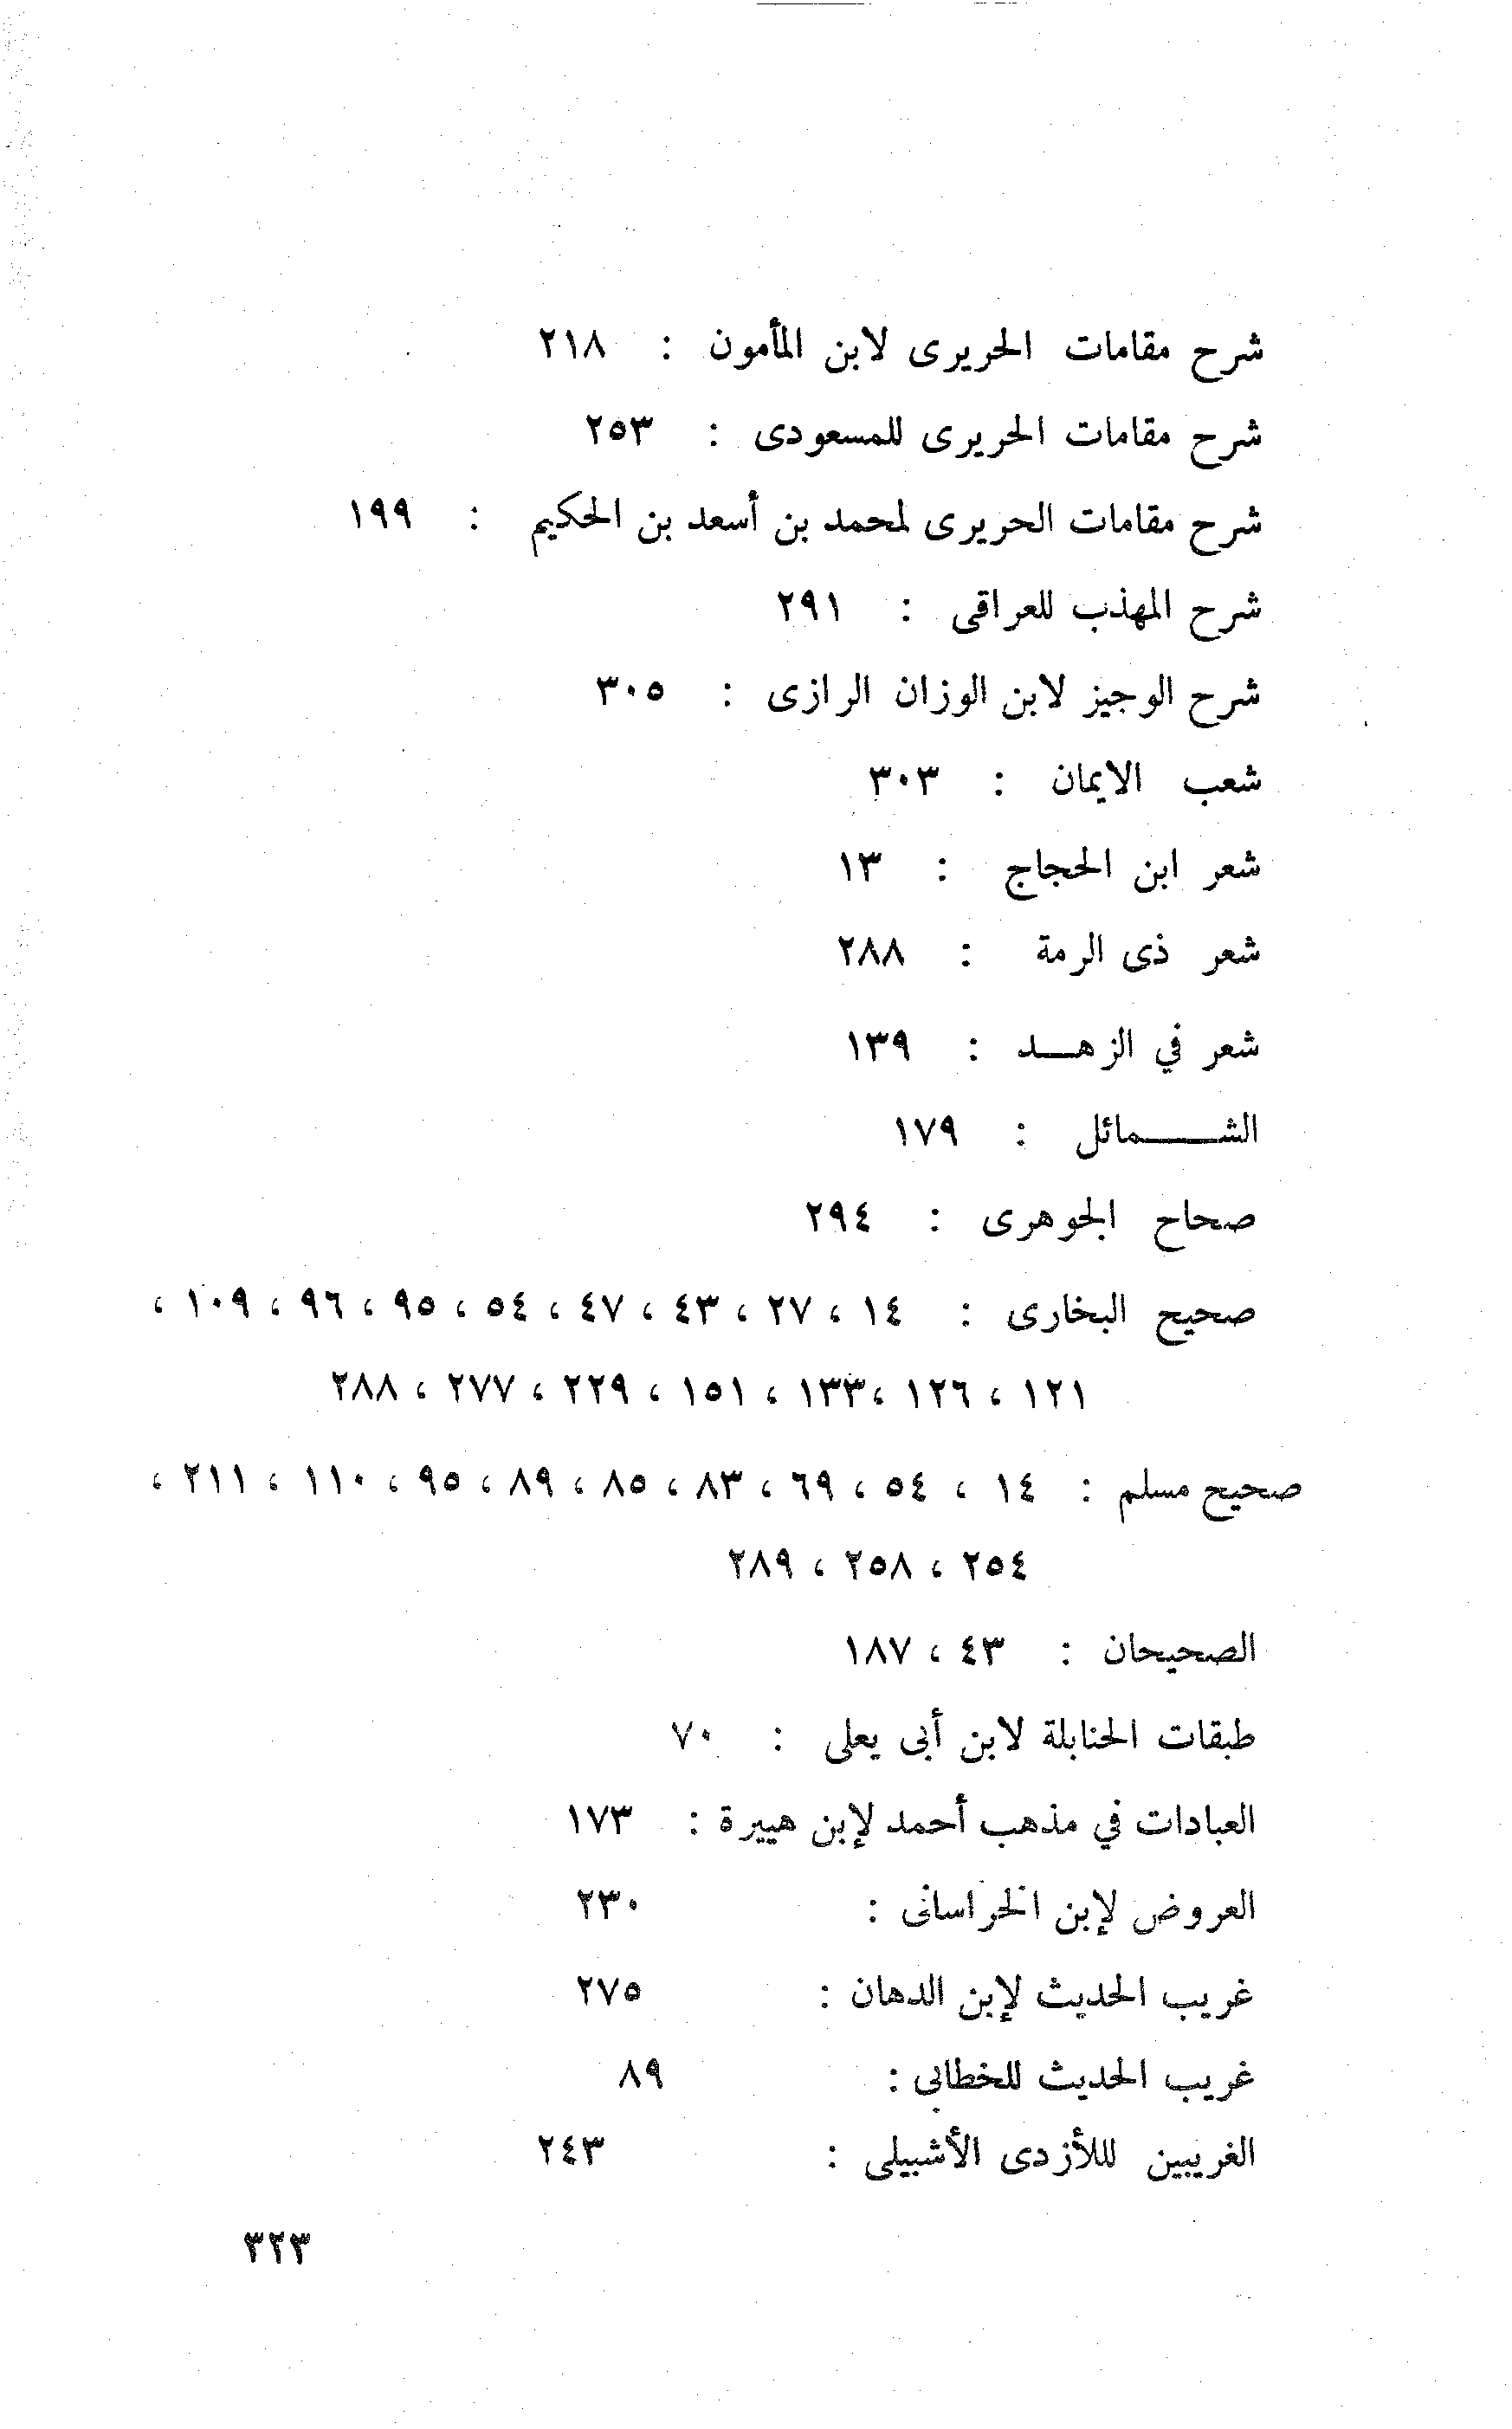 شرح مقامات الحريرى لابن المأمون : ٢١٨
شرح مقامات الحريرى للمسعودى : ٢٥٣
شرح مقامات الحريرى لمحمد بن أسعد بن الحكيم : ١٩٩
شرح المهذب للعراقى : ٢٩١
شرح الوجيز لابن الوزان الرازى : ٣٠٥
شعب الايمان : ٣٠٣
شعر ابن الحجاج : ١٣
شعر ذى الرمة : ٢٨٨
شعر في الزهـــد : ١٣٩
الشـــــمائل : ١٧٩
صحاح الجوهرى : ٢٩٤
صحيح البخارى : ١٤ ، ٢٧ ، ٤٣ ، ٤٧ ، ٥٤ ، ٩٥ ، ٩٦ ، ١٠٩ ،
١٢١ ، ١٢٦ ، ١٣٣ ، ١٥١ ، ٢٢٩ ، ٢٧٧ ، ٢٨٨
صحيح مسلم : ١٤ ، ٥٤ ، ٦٩ ، ٨٣ ، ٨٥ ، ٨٩ ، ٩٥ ، ١١٠ ، ٢١١ ،
٢٥٤ ، ٢٥٨ ، ٢٨٩
الصحيحان : ٤٣ ، ١٨٧
طبقات الحنابلة لابن أبى يعلى : ٧٠
العبادات في مذهب أحمد لإبن هبيرة : ١٧٣
العروض لإبن الخراسانى : ٢٣٠
غريب الحديث لإبن الدهان : ٢٧٥
غريب الحديث للخطابى : ٨٩
الغريبين لللأزدى الأشبيلى : ٢٤٣
٣٢٣